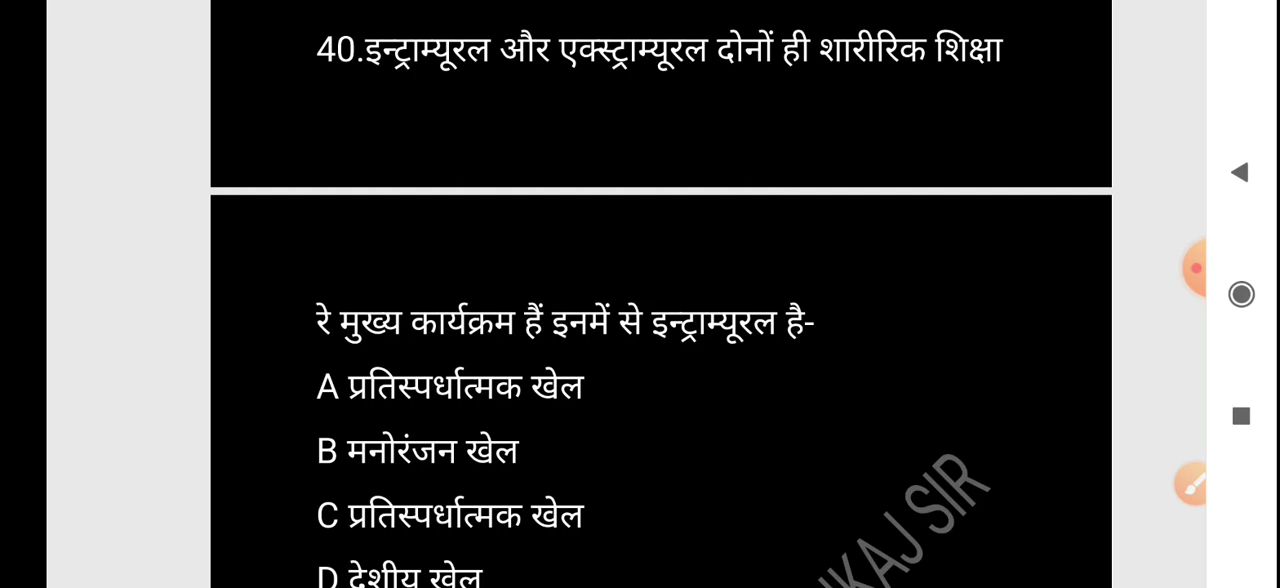 40.इन्ट्राम्यूरल और एक्स्ट्राम्यूरल दोनों ही शारीरिक शिक्षा
रे मुख्य कार्यक्रम हैं इनमें से इन्ट्राम्यूरल है-
A प्रतिस्पर्धात्मक खेल
B मनोरंजन खेल
C प्रतिस्पर्धात्मक खेल
D देशीय खेल
SIR